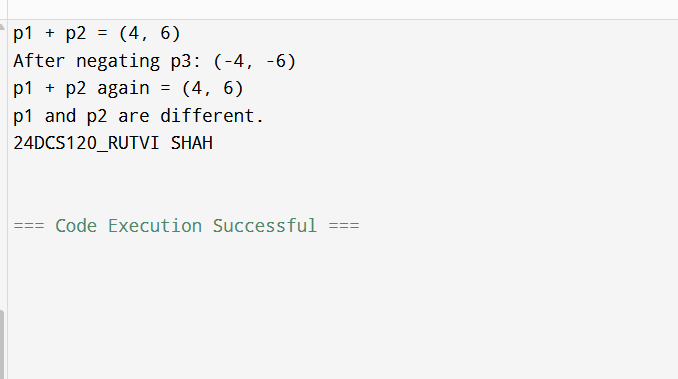 p1 + p2 = (4, 6)
After negating p3: (-4, -6)
p1 + p2 again = (4, 6)
p1 and p2 are different.
24DCS120_RUTVI SHAH
=== Code Execution Successful ===